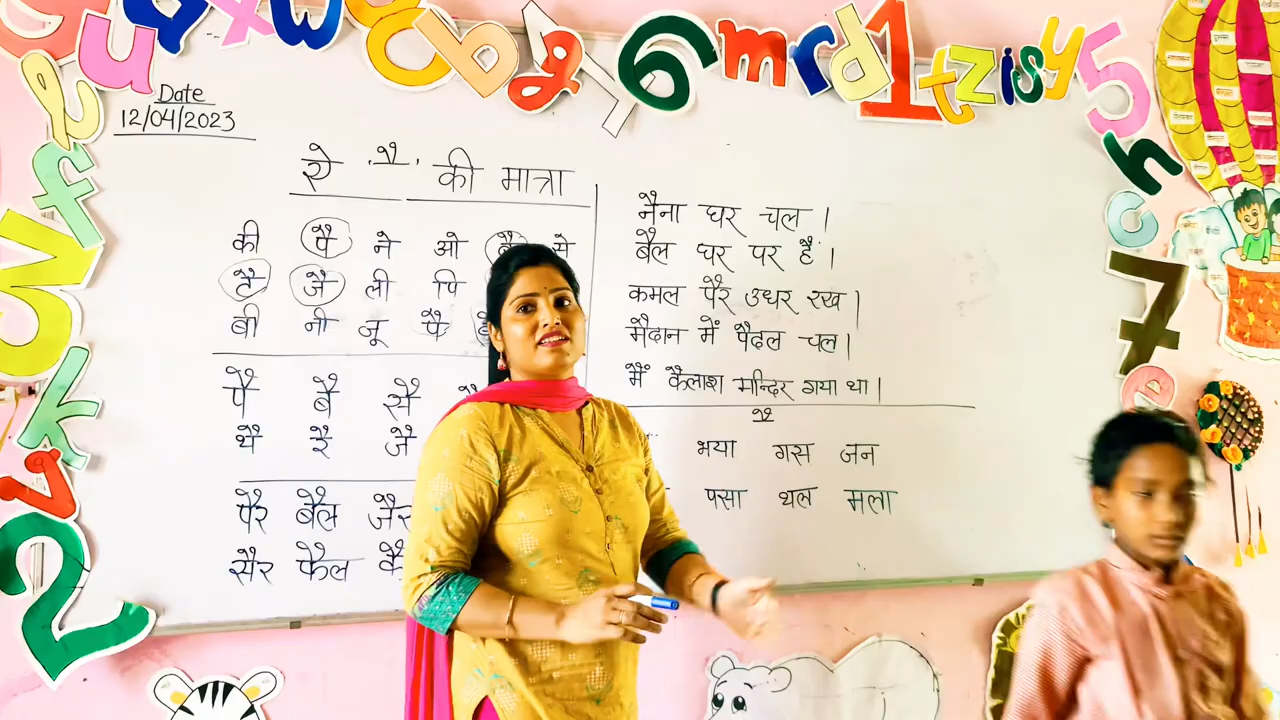 Date
12/04/2023
ऐ ' ै ' की मात्रा
की पै ने ओ बै से
तै जै ली पि
बी नी जू फै
पै बै सै
थै रै जै
पैर बैल जैर
सैर फैल
नैना घर चल।
बैल घर पर है।
कमल पैर उधर रख।
मैदान में पैदल चल।
मैं कैलाश मन्दिर गया था।
ै
भया गस जन
पसा थल मला